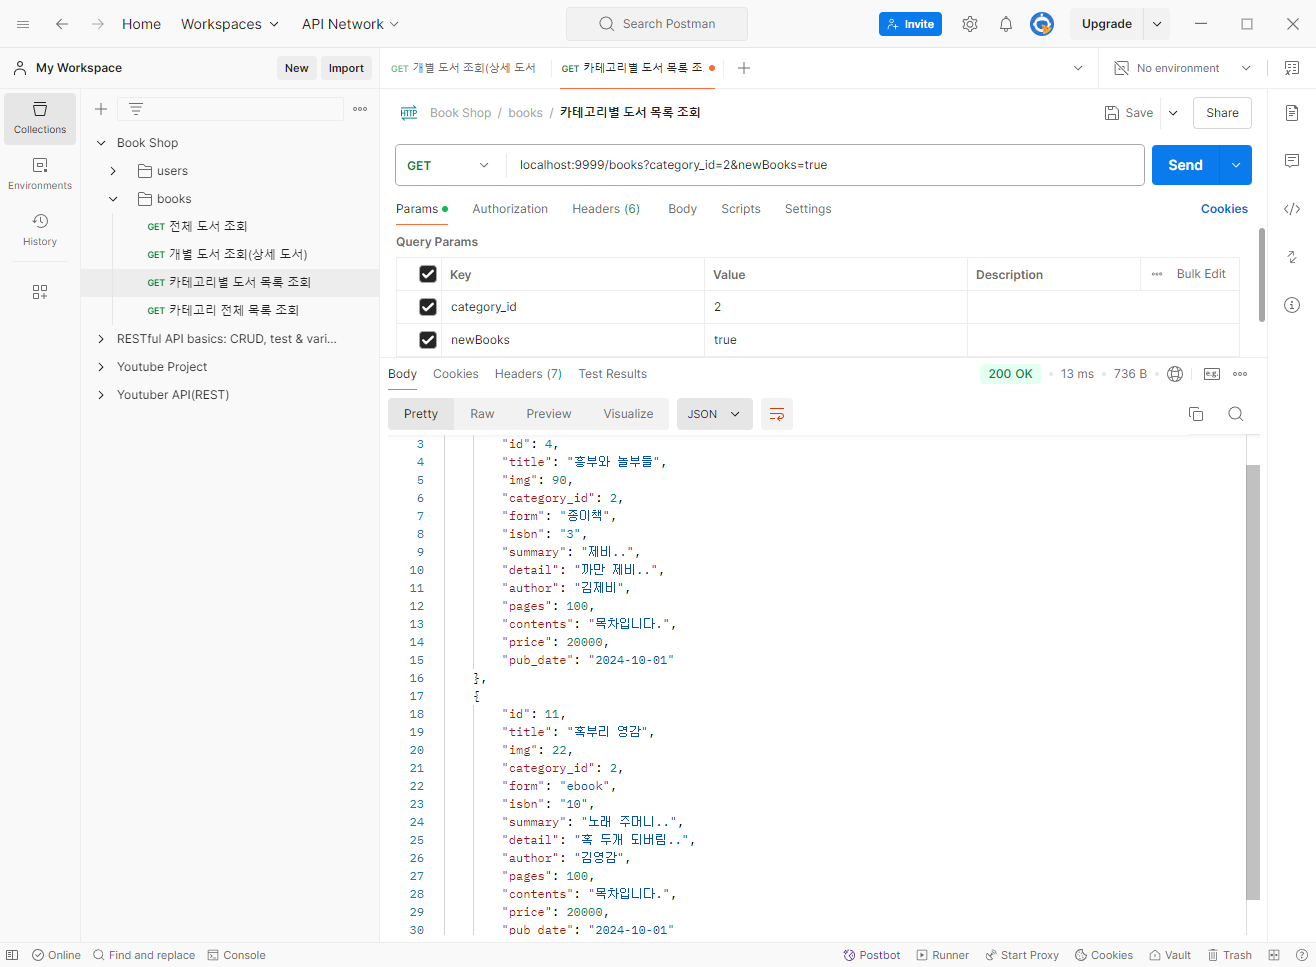 Home Workspaces API Network Search Postman Invite Upgrade
My Workspace New Import GET 개별 도서 조회(상세 도서 GET 카테고리별 도서 목록 조 No environment
Collections
Environments
History
Book Shop
users
books
GET 전체 도서 조회
GET 개별 도서 조회(상세 도서)
GET 카테고리별 도서 목록 조회
GET 카테고리 전체 목록 조회
RESTful API basics: CRUD, test & vari...
Youtube Project
Youtuber API(REST)
HTTP Book Shop / books / 카테고리별 도서 목록 조회 Save Share
GET localhost:9999/books?category_id=2&newBooks=true Send
Params Authorization Headers (6) Body Scripts Settings Cookies
Query Params
Key Value Description Bulk Edit
category_id 2
newBooks true
Body Cookies Headers (7) Test Results 200 OK 13 ms 736 B e.g.
Pretty Raw Preview Visualize JSON
3 "id": 4,
4 "title": "흥부와 놀부들",
5 "img": 90,
6 "category_id": 2,
7 "form": "종이책",
8 "isbn": "3",
9 "summary": "제비..",
10 "detail": "까만 제비..",
11 "author": "김제비",
12 "pages": 100,
13 "contents": "목차입니다.",
14 "price": 20000,
15 "pub_date": "2024-10-01"
16 },
17 {
18 "id": 11,
19 "title": "혹부리 영감",
20 "img": 22,
21 "category_id": 2,
22 "form": "ebook",
23 "isbn": "10",
24 "summary": "노래 주머니..",
25 "detail": "혹 두개 되버림..",
26 "author": "김영감",
27 "pages": 100,
28 "contents": "목차입니다.",
29 "price": 20000,
30 "pub_date": "2024-10-01"
Online Find and replace Console Postbot Runner Start Proxy Cookies Vault Trash